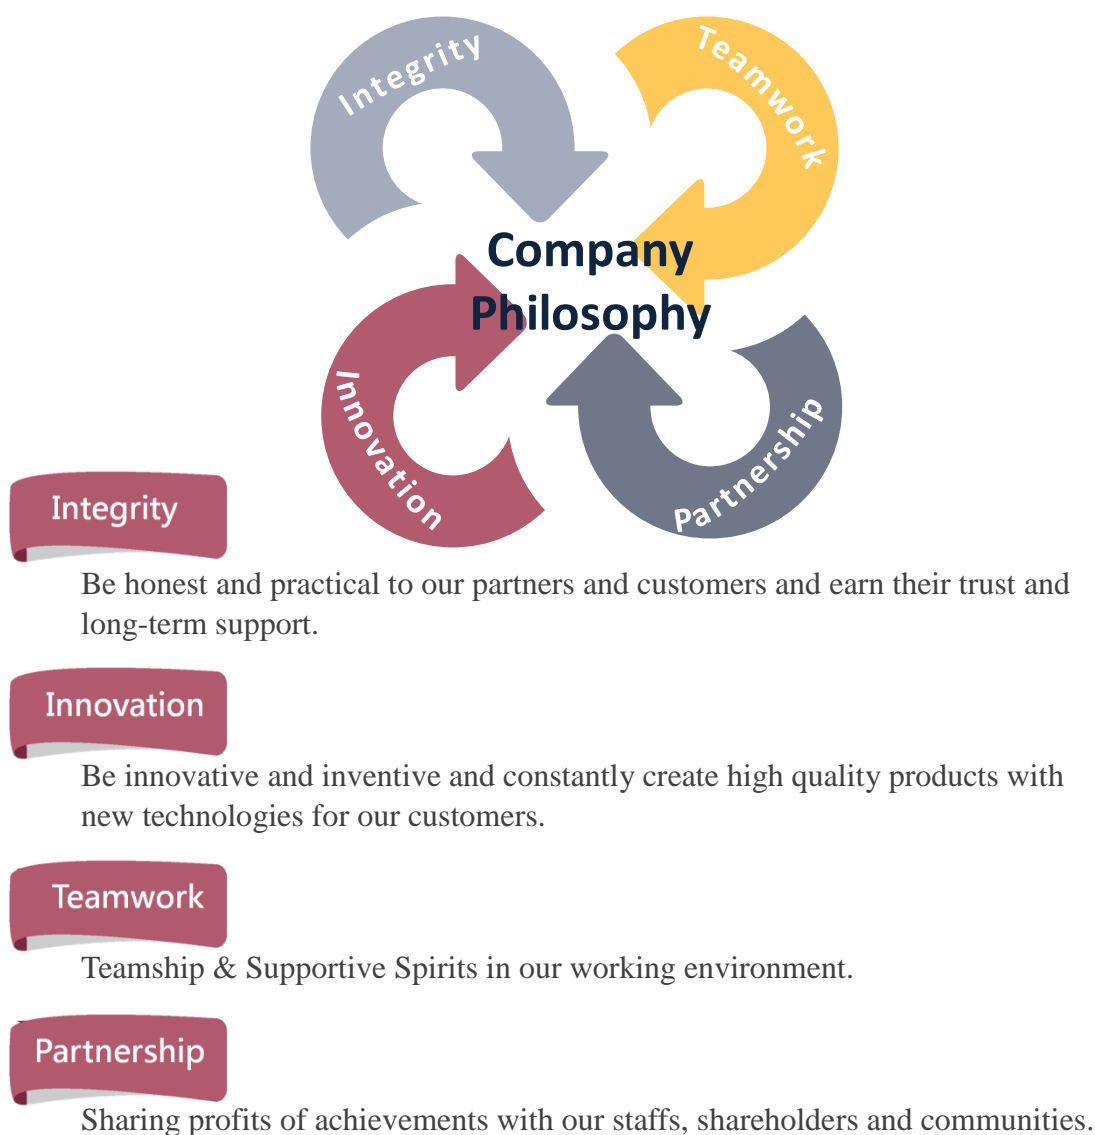 Integrity
Teamwork
Company
Philosophy
Innovation
Partnership
Integrity
Be honest and practical to our partners and customers and earn their trust and
long-term support.
Innovation
Be innovative and inventive and constantly create high quality products with
new technologies for our customers.
Teamwork
Teamship & Supportive Spirits in our working environment.
Partnership
Sharing profits of achievements with our staffs, shareholders and communities.